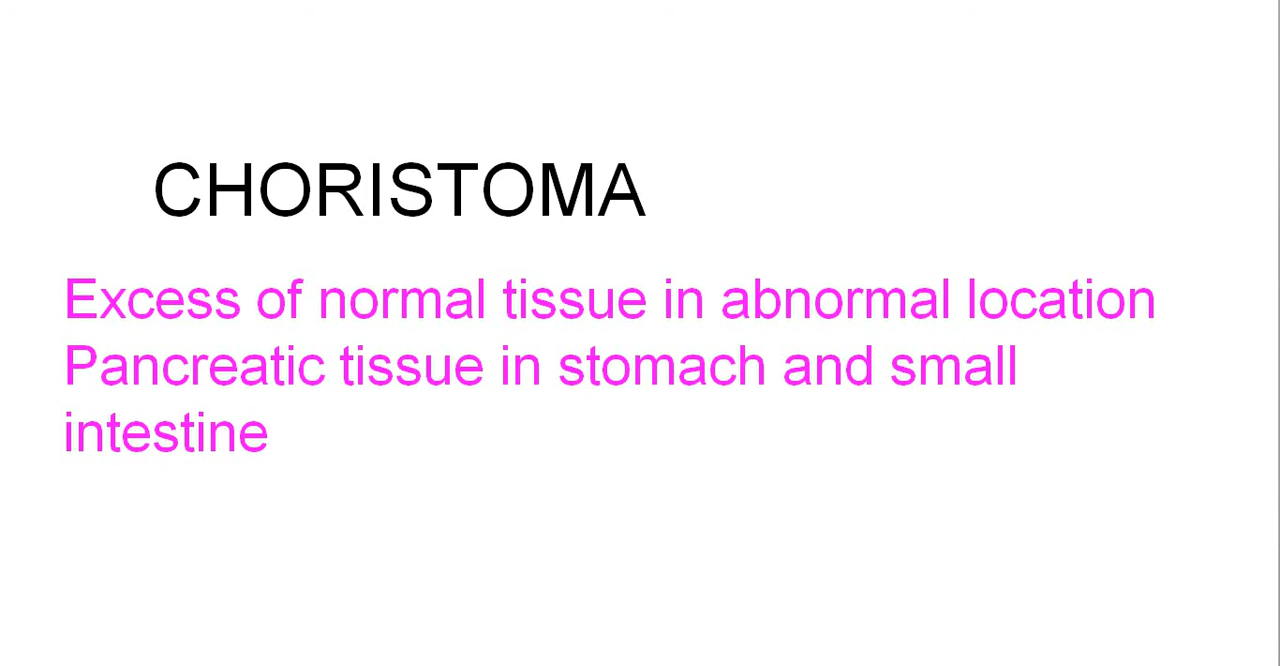 CHORISTOMA
Excess of normal tissue in abnormal location
Pancreatic tissue in stomach and small
intestine